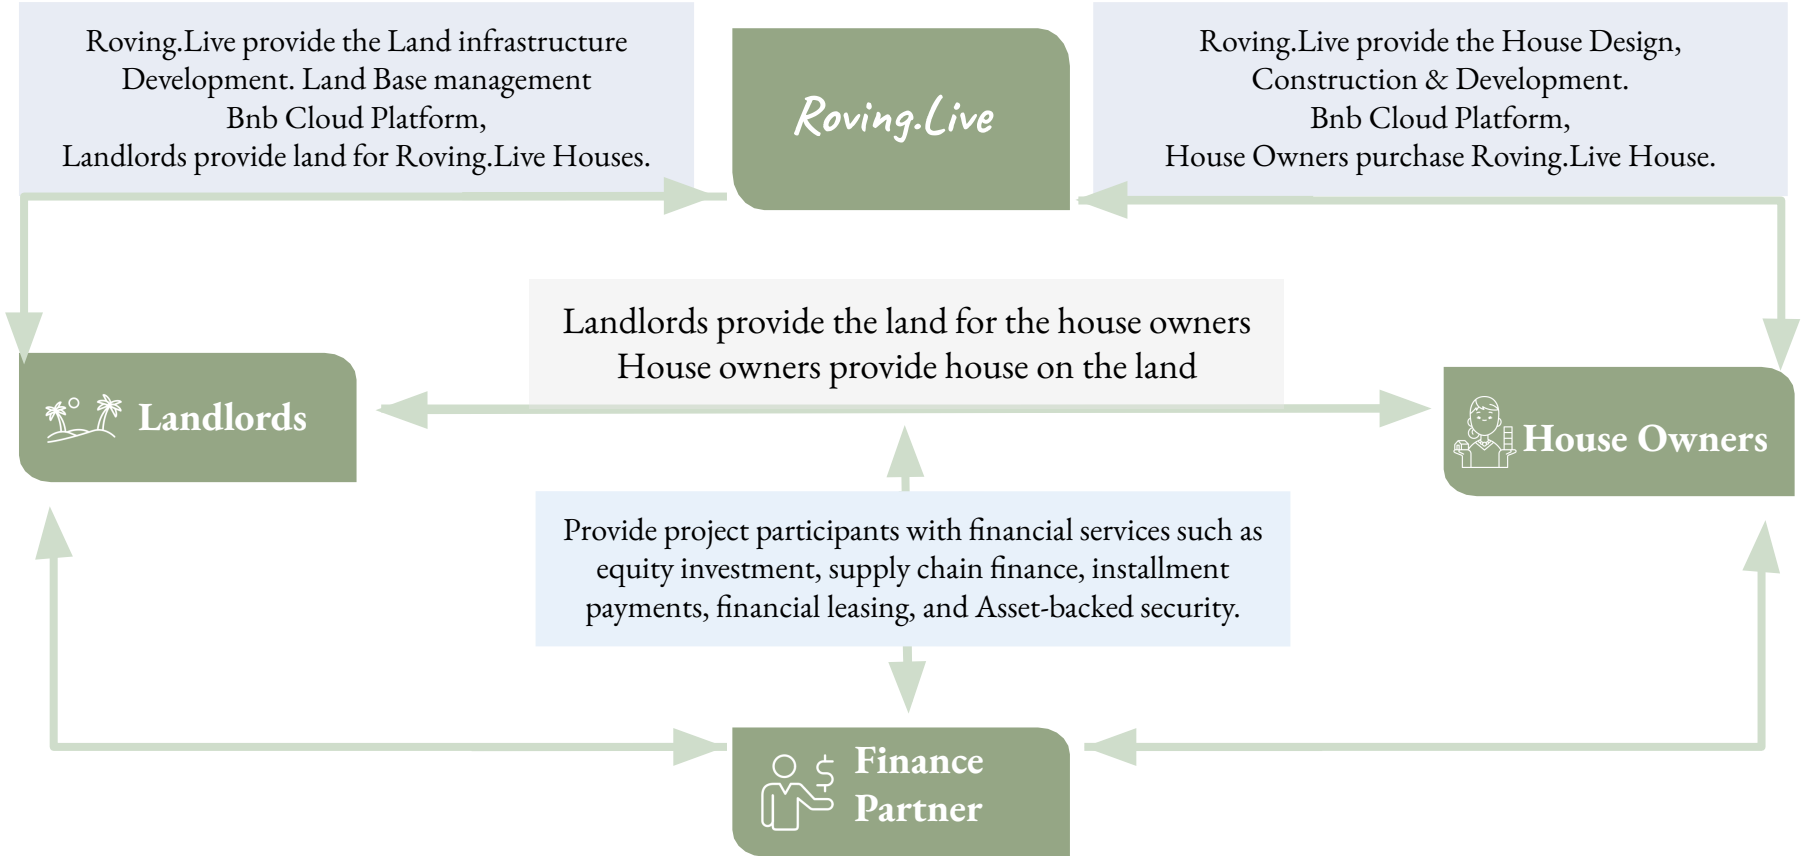 Roving.Live provide the Land infrastructure
Development. Land Base management
Bnb Cloud Platform,
Landlords provide land for Roving.Live Houses.
Roving.Live
Roving.Live provide the House Design,
Construction & Development.
Bnb Cloud Platform,
House Owners purchase Roving.Live House.
Landlords provide the land for the house owners
House owners provide house on the land
Landlords
House Owners
Provide project participants with financial services such as
equity investment, supply chain finance, installment
payments, financial leasing, and Asset-backed security.
Finance
Partner